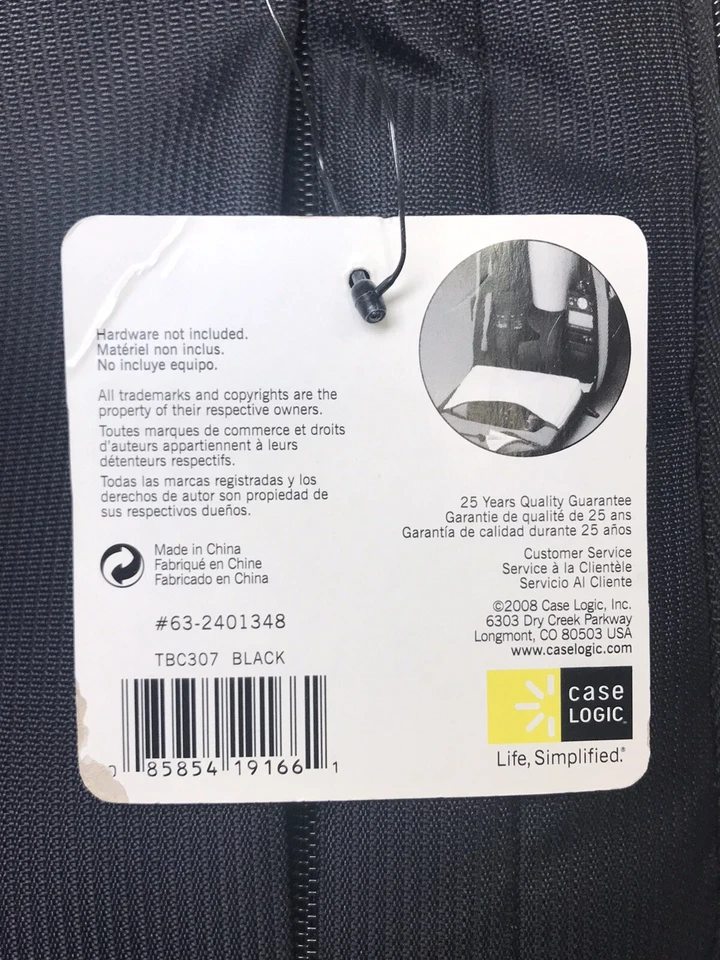 Hardware not included.
Matériel non inclus.
No incluye equipo.
All trademarks and copyrights are the
property of their respective owners.
Toutes marques de commerce et droits
d'auteurs appartiennent à leurs
détenteurs respectifs.
Todas las marcas registradas y los
derechos de autor son propiedad de
sus respectivos dueños.
Made in China
Fabriqué en Chine
Fabricado en China
#63-2401348
TBC307 BLACK
0 85854 19166 1
25 Years Quality Guarantee
Garantie de qualité de 25 ans
Garantía de calidad durante 25 años
Customer Service
Service à la Clientèle
Servicio Al Cliente
©2008 Case Logic, Inc.
6303 Dry Creek Parkway
Longmont, CO 80503 USA
www.caselogic.com
case
LOGIC®
Life, Simplified.®